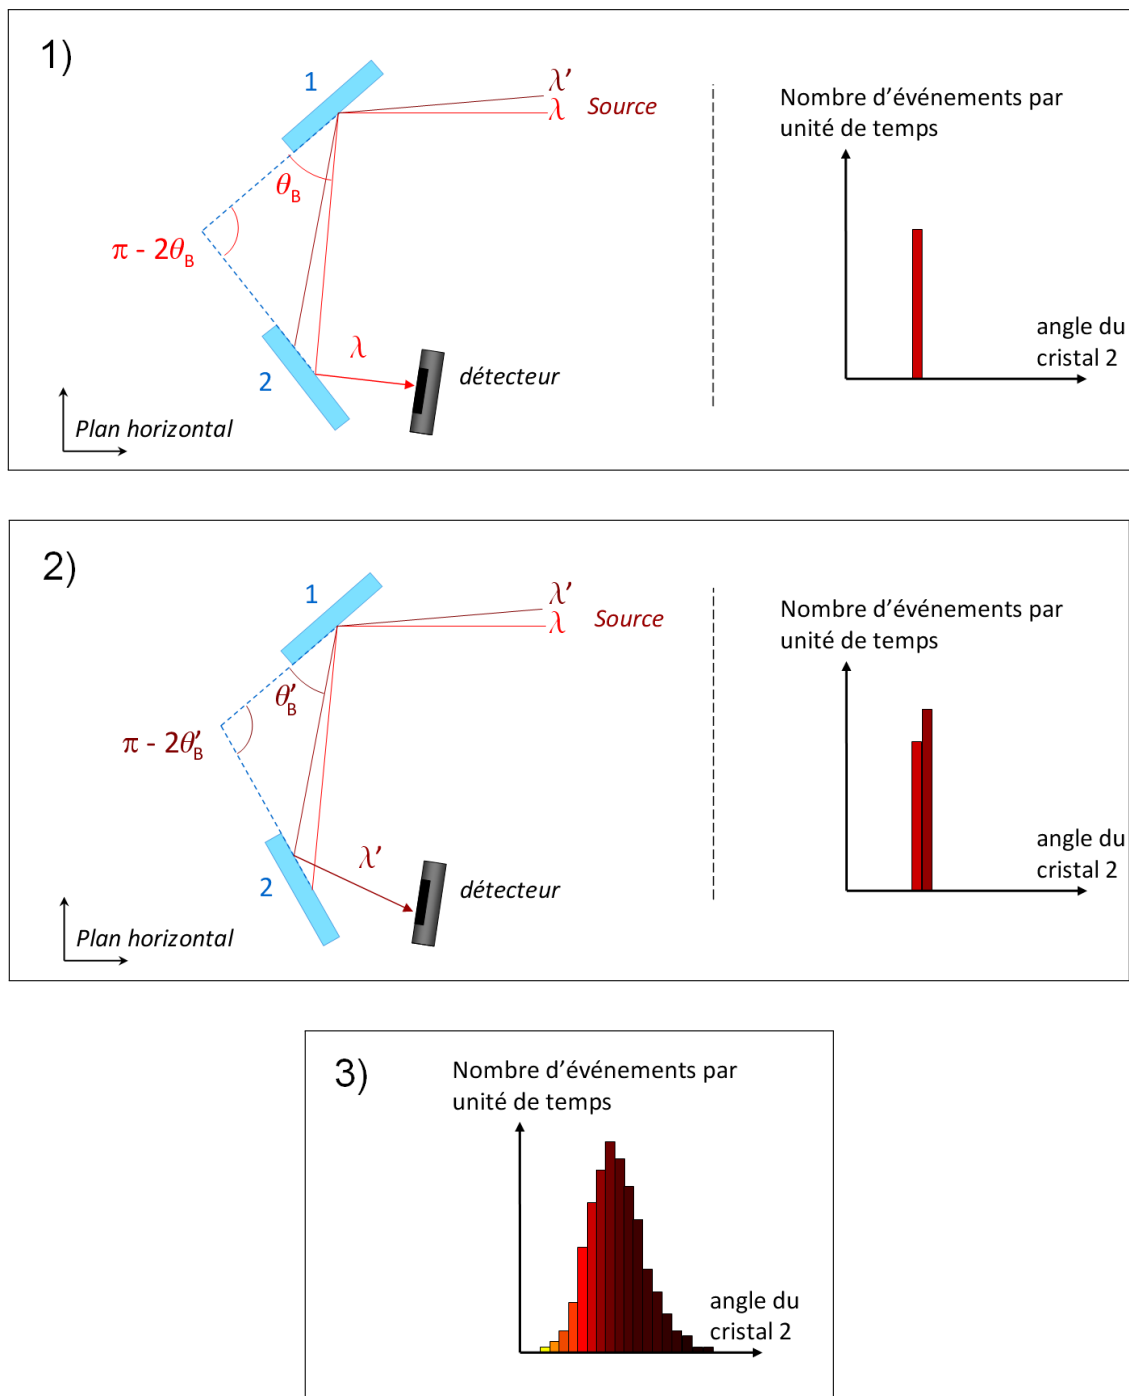 1)
1
λ'
λ
Source
θB
π - 2θB
λ
2
détecteur
Plan horizontal
Nombre d'événements par
unité de temps
angle du
cristal 2
2)
1
λ'
λ
Source
θ'B
π - 2θ'B
λ'
2
détecteur
Plan horizontal
Nombre d'événements par
unité de temps
angle du
cristal 2
3)
Nombre d'événements par
unité de temps
angle du
cristal 2